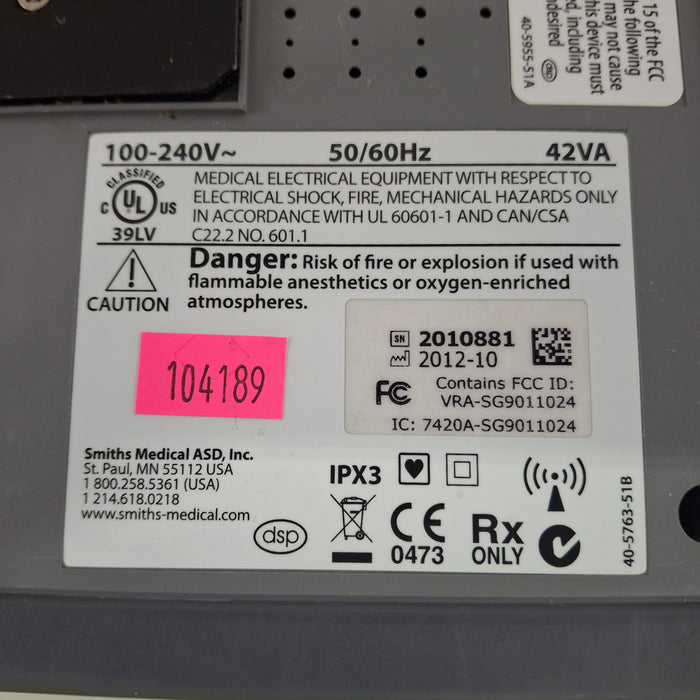 15 of the FCC
the following
may not cause
this device must
ed, including
ndesired
dsp
40-5955-51A
100-240V~ 50/60Hz 42VA
CLASSIFIED
C UL US
39LV
MEDICAL ELECTRICAL EQUIPMENT WITH RESPECT TO
ELECTRICAL SHOCK, FIRE, MECHANICAL HAZARDS ONLY
IN ACCORDANCE WITH UL 60601-1 AND CAN/CSA
C22.2 NO. 601.1
CAUTION
Danger: Risk of fire or explosion if used with
flammable anesthetics or oxygen-enriched
atmospheres.
104189
SN 2010881
2012-10
FC Contains FCC ID:
VRA-SG9011024
IC: 7420A-SG9011024
Smiths Medical ASD, Inc.
St. Paul, MN 55112 USA
1 800.258.5361 (USA)
1 214.618.0218
www.smiths-medical.com
dsp
IPX3
CE
0473
Rx
ONLY
40-5763-51B